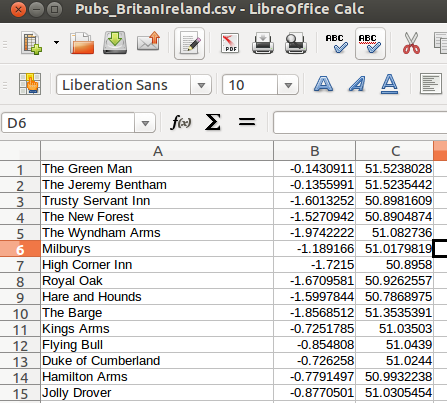 Pubs_BritanIreland.csv - LibreOffice Calc
PDF ABC ABC
Liberation Sans 10 A A A
D6 f(x) Σ =
A B C
1 The Green Man -0.1430911 51.5238028
2 The Jeremy Bentham -0.1355991 51.5235442
3 Trusty Servant Inn -1.6013252 50.8981609
4 The New Forest -1.5270942 50.8904874
5 The Wyndham Arms -1.9742222 51.082736
6 Milburys -1.189166 51.0179819
7 High Corner Inn -1.7215 50.8958
8 Royal Oak -1.6709581 50.9262557
9 Hare and Hounds -1.5997844 50.7868975
10 The Barge -1.8568512 51.3535391
11 Kings Arms -0.7251785 51.03503
12 Flying Bull -0.854808 51.0439
13 Duke of Cumberland -0.726258 51.0244
14 Hamilton Arms -0.7791497 50.9932238
15 Jolly Drover -0.8770501 51.0305454